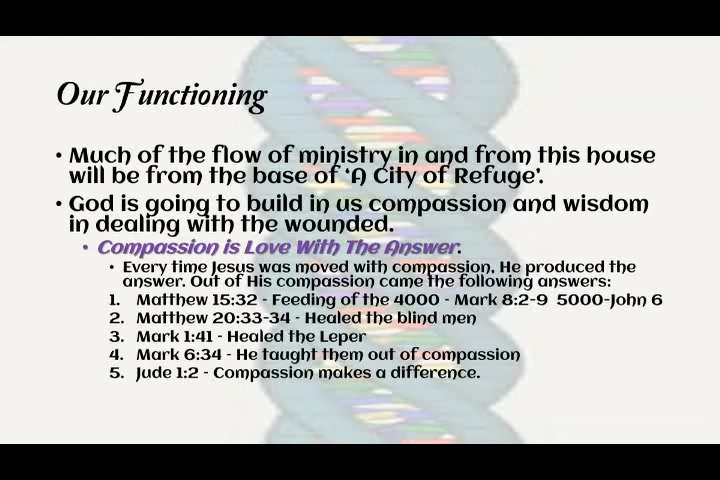 Our Functioning
• Much of the flow of ministry in and from this house
will be from the base of ‘A City of Refuge’.
• God is going to build in us compassion and wisdom
in dealing with the wounded.
• Compassion is Love With The Answer.
• Every time Jesus was moved with compassion, He produced the
answer. Out of His compassion came the following answers:
1. Matthew 15:32 - Feeding of the 4000 - Mark 8:2-9 5000-John 6
2. Matthew 20:33-34 - Healed the blind men
3. Mark 1:41 - Healed the Leper
4. Mark 6:34 - He taught them out of compassion
5. Jude 1:2 - Compassion makes a difference.